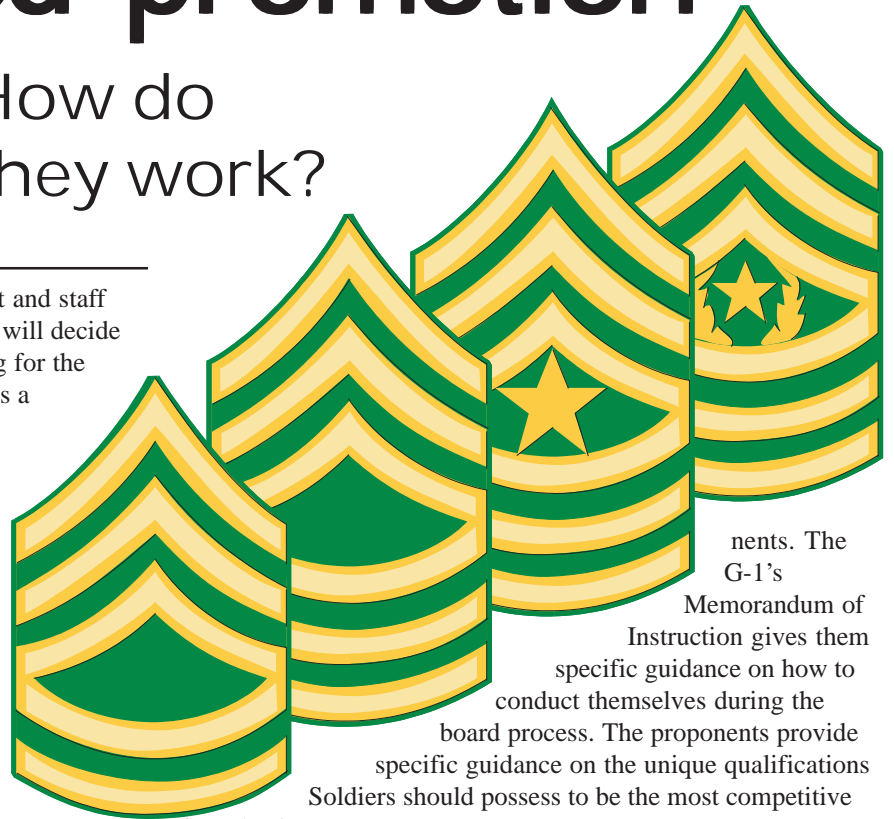 promotion
How do
they work?
and staff
will decide
for the
a
nents. The
G-1’s
Memorandum of
Instruction gives them
specific guidance on how to
conduct themselves during the
board process. The proponents provide
specific guidance on the unique qualifications
Soldiers should possess to be the most competitive